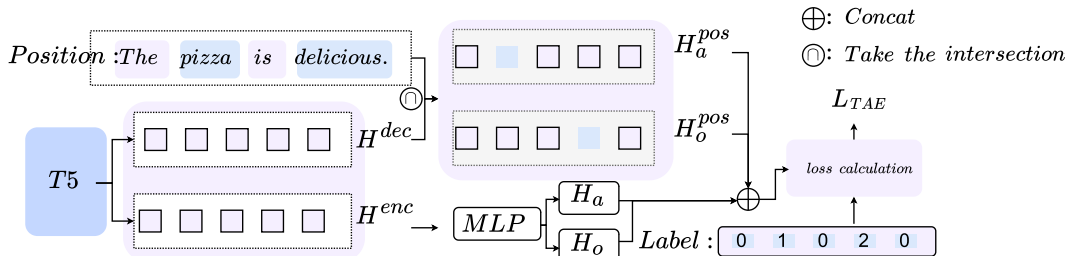 ⊕: Concat
Position : The pizza is delicious.
H_a^{pos}
∩: Take the intersection
∩
L_{TAE}
H^{dec}
H_o^{pos}
T5
loss calculation
H^{enc}
H_a
⊕
MLP
H_o
Label : 0 1 0 2 0